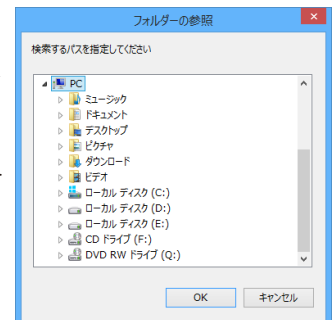 フォルダーの参照
検索するパスを指定してください
PC
ミュージック
ドキュメント
デスクトップ
ピクチャ
ダウンロード
ビデオ
ローカル ディスク (C:)
ローカル ディスク (D:)
ローカル ディスク (E:)
CD ドライブ (F:)
DVD RW ドライブ (Q:)
OK キャンセル